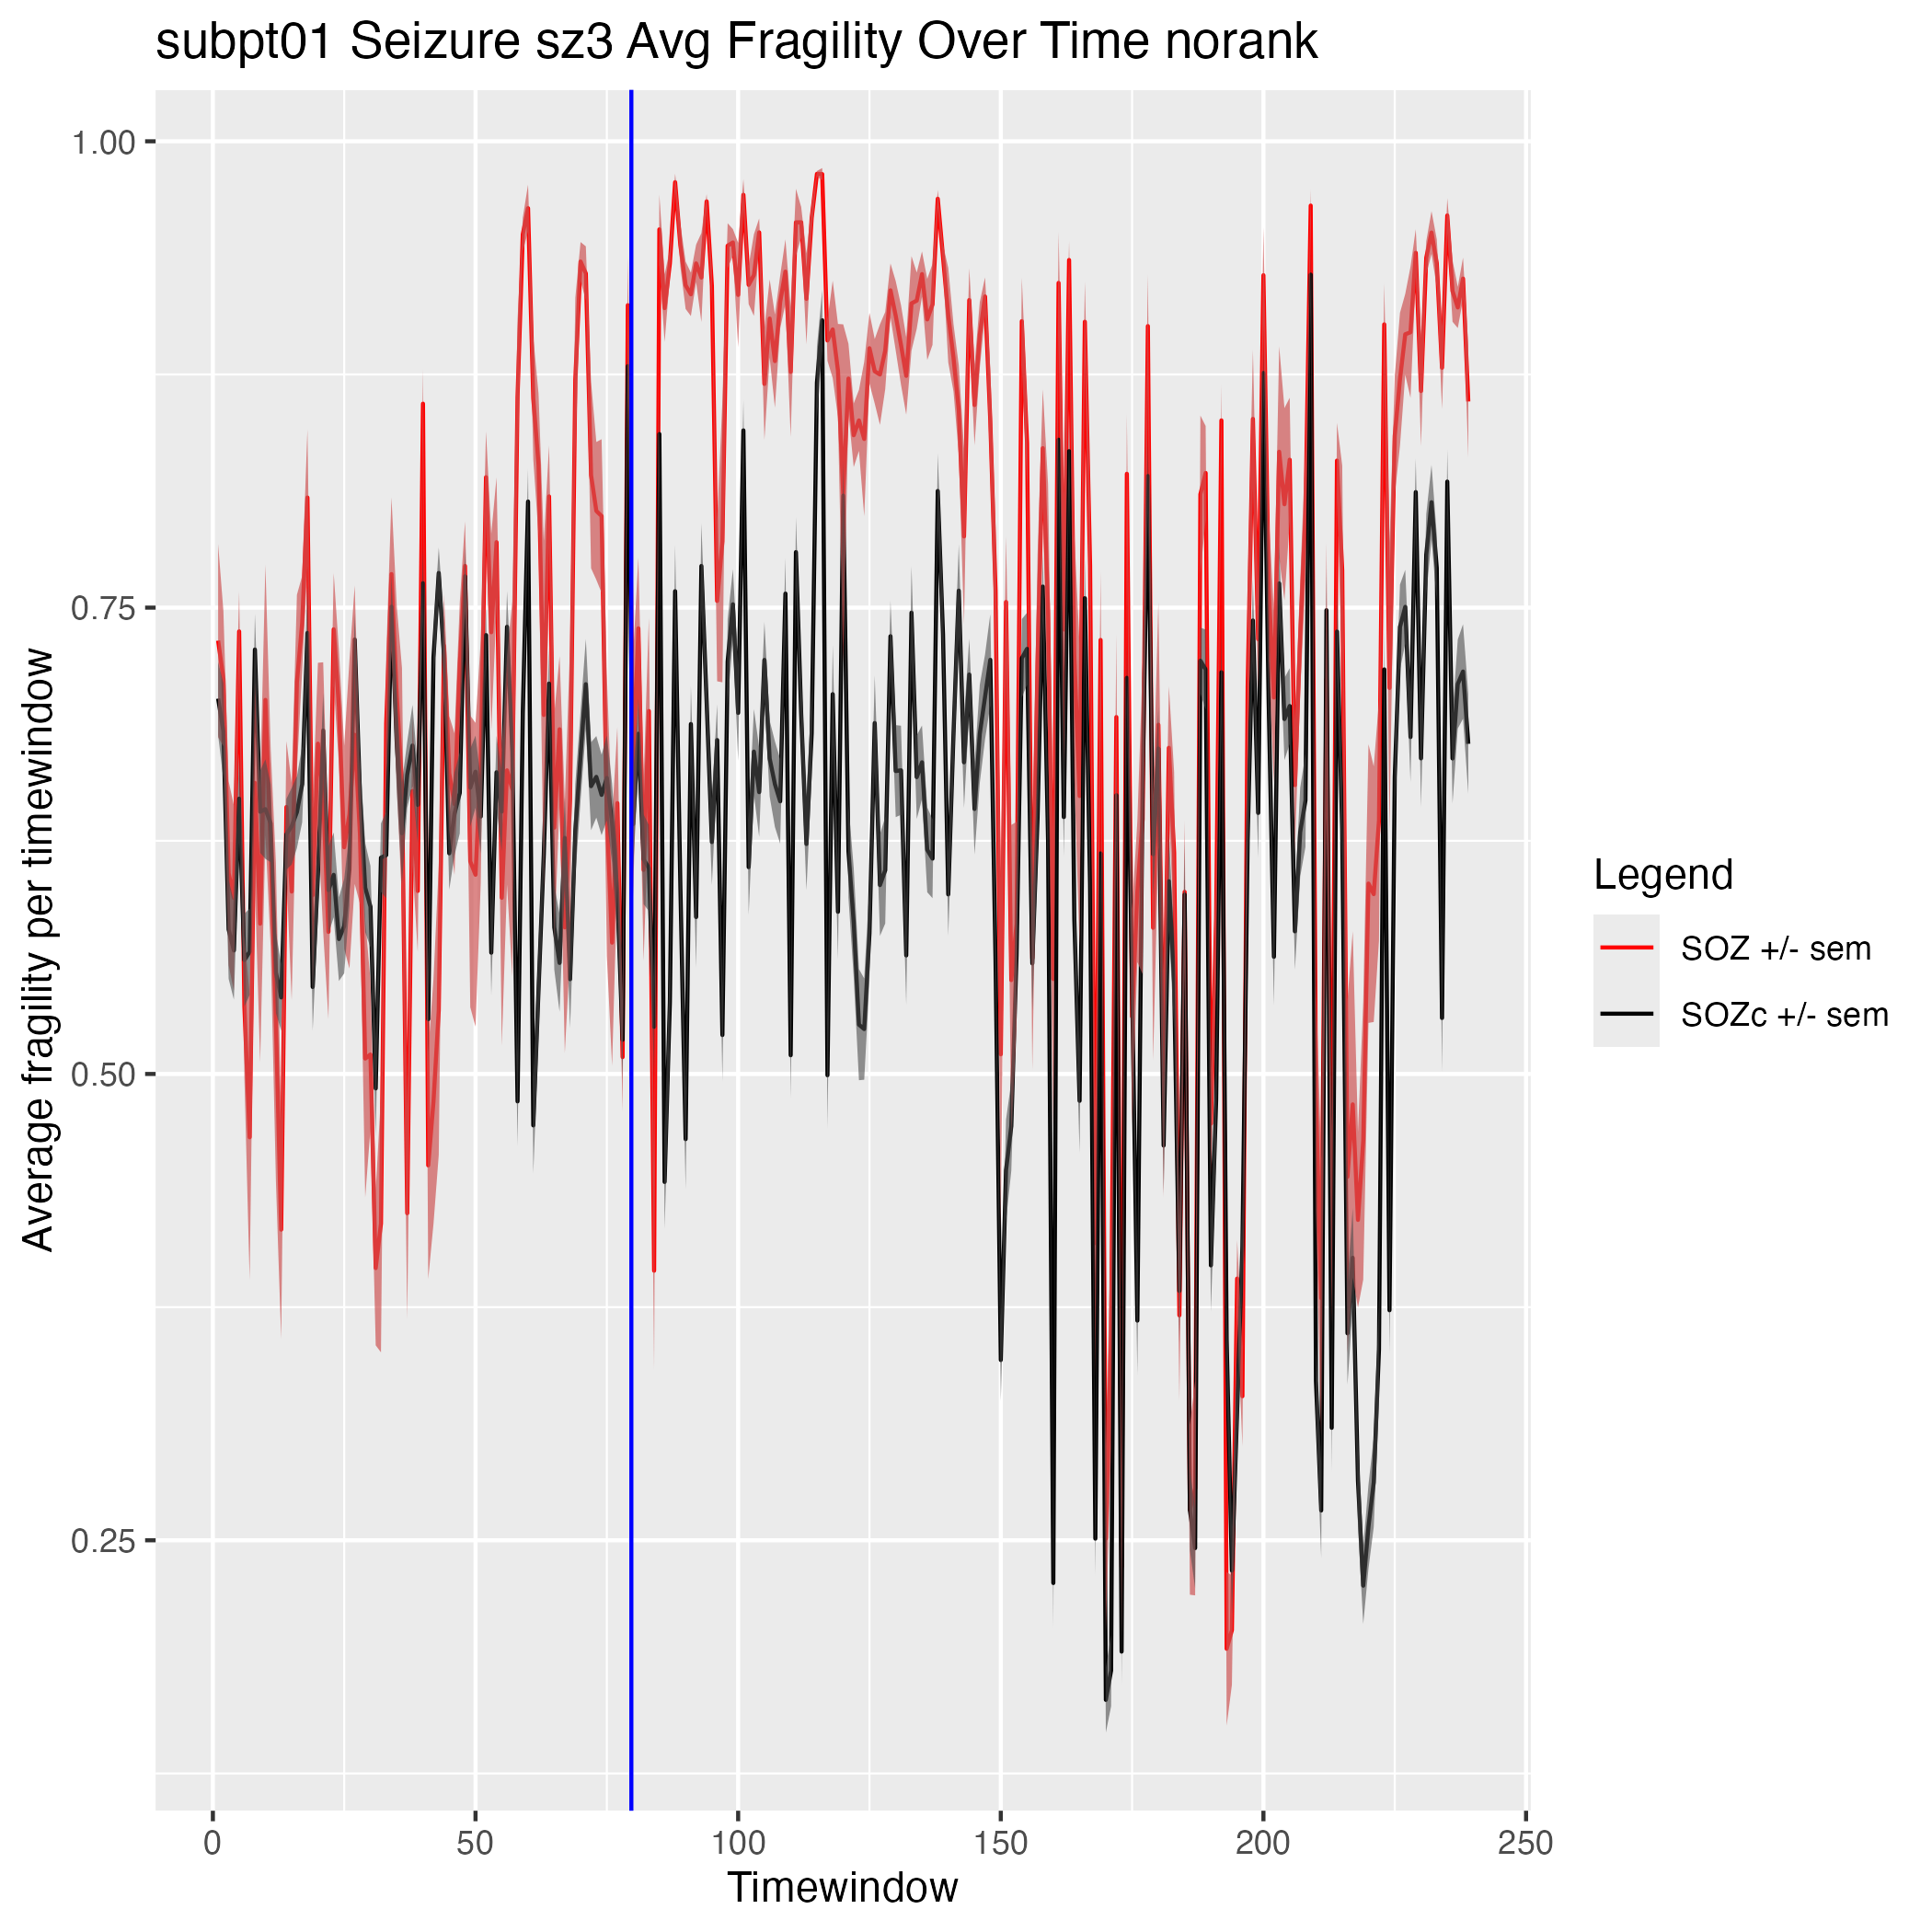 subpt01 Seizure sz3 Avg Fragility Over Time norank
Average fragility per timewindow
1.00
0.75
0.50
0.25
0 50 100 150 200 250
Timewindow
Legend
SOZ +/- sem
SOZc +/- sem